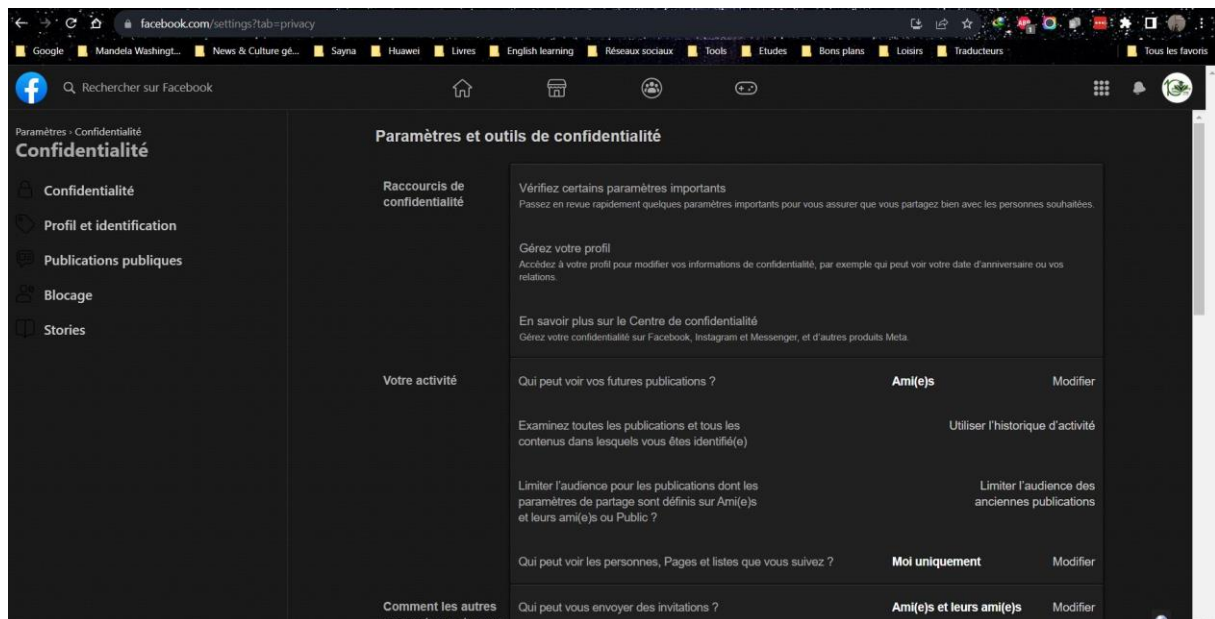 facebook.com/settings?tab=privacy
Google Mandela Washingt... News & Culture gé... Sayna Huawei Livres English learning Réseaux sociaux Tools Etudes Bons plans Loisirs Traducteurs Tous les favoris
Rechercher sur Facebook
Paramètres › Confidentialité
Confidentialité
Confidentialité
Profil et identification
Publications publiques
Blocage
Stories
Paramètres et outils de confidentialité
Raccourcis de
confidentialité
Vérifiez certains paramètres importants
Passez en revue rapidement quelques paramètres importants pour vous assurer que vous partagez bien avec les personnes souhaitées.
Gérez votre profil
Accédez à votre profil pour modifier vos informations de confidentialité, par exemple qui peut voir votre date d'anniversaire ou vos
relations.
En savoir plus sur le Centre de confidentialité
Gérez votre confidentialité sur Facebook, Instagram et Messenger, et d'autres produits Meta.
Votre activité
Qui peut voir vos futures publications ? Ami(e)s Modifier
Examinez toutes les publications et tous les
contenus dans lesquels vous êtes identifié(e)
Utiliser l'historique d'activité
Limiter l'audience pour les publications dont les
paramètres de partage sont définis sur Ami(e)s
et leurs ami(e)s ou Public ?
Limiter l'audience des
anciennes publications
Qui peut voir les personnes, Pages et listes que vous suivez ? Moi uniquement Modifier
Comment les autres
Qui peut vous envoyer des invitations ? Ami(e)s et leurs ami(e)s Modifier